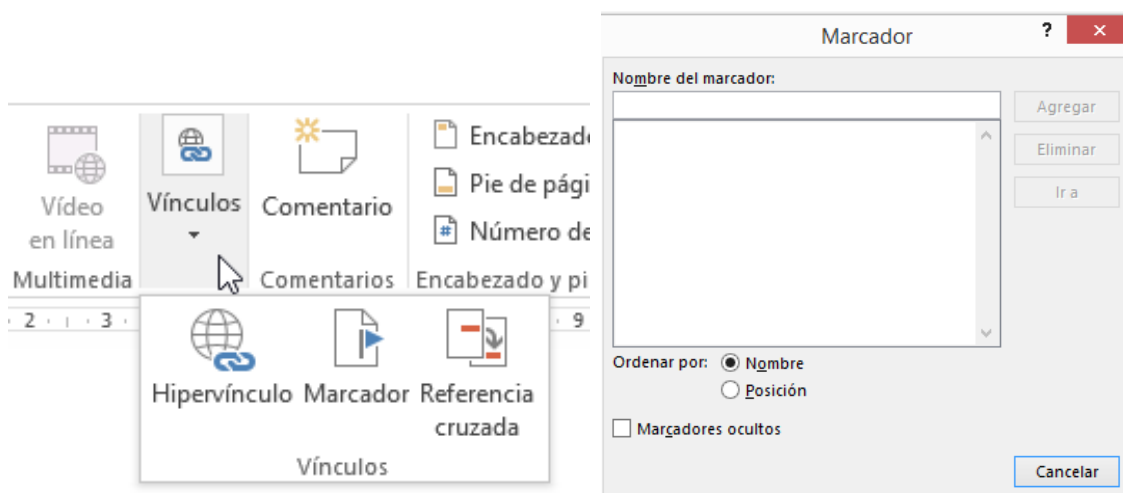 Vídeo
en línea
Multimedia
Vínculos
Comentario
Comentarios
Encabezado
Pie de pági
Número de
Encabezado y pi
2 3
9
Hipervínculo Marcador Referencia
cruzada
Vínculos
Marcador
? ×
Nombre del marcador:
Agregar
Eliminar
Ir a
Ordenar por: Nombre
Posición
Marcadores ocultos
Cancelar